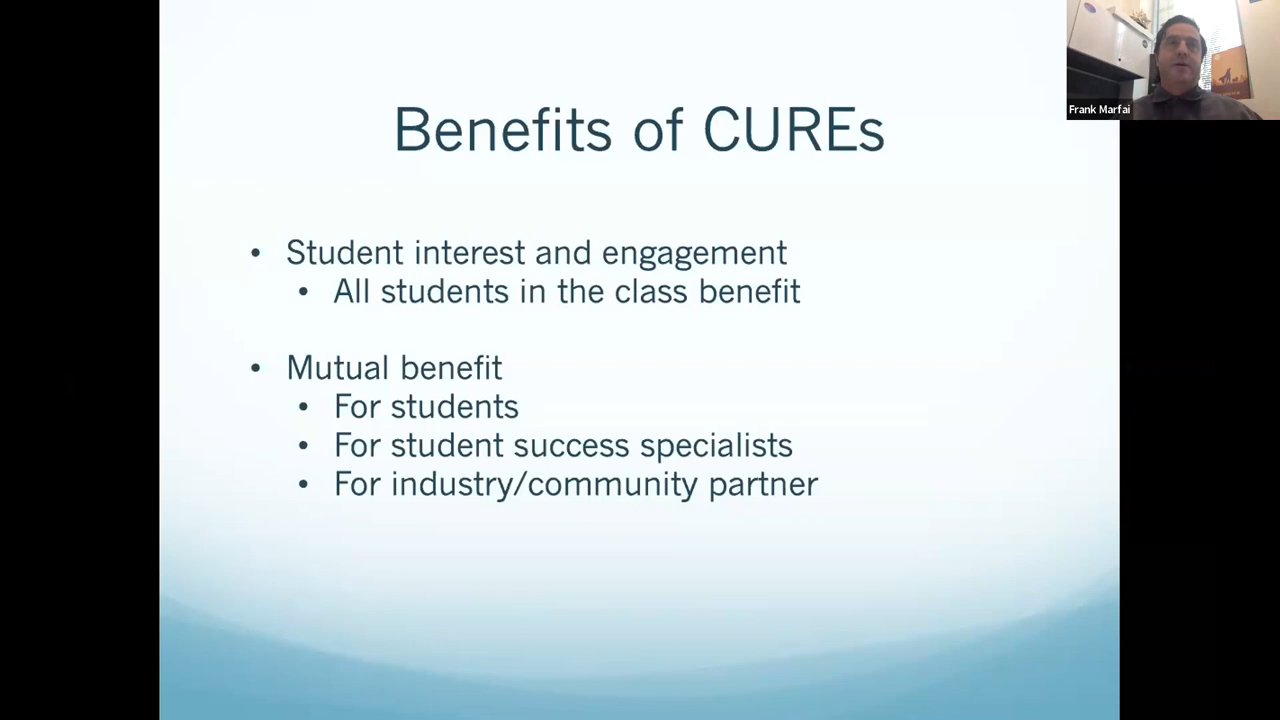 Benefits of CUREs
Frank Marfai
• Student interest and engagement
• All students in the class benefit
• Mutual benefit
• For students
• For student success specialists
• For industry/community partner